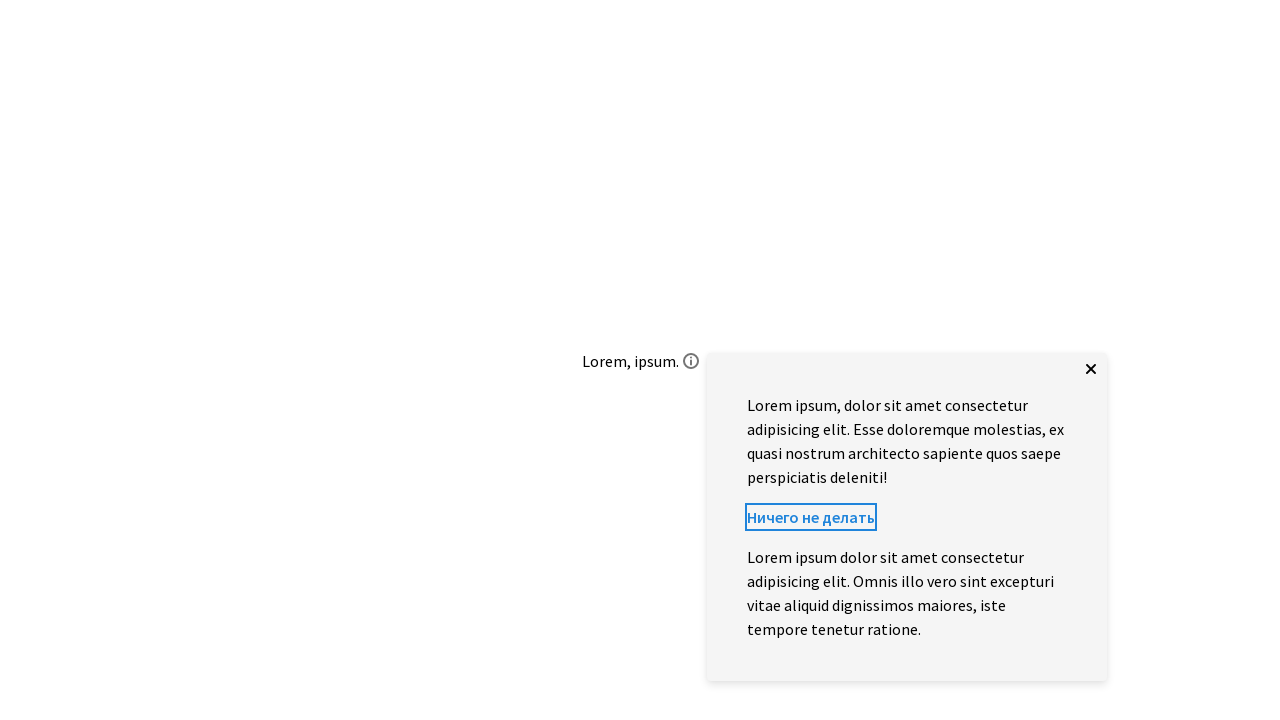 Lorem, ipsum.
Lorem ipsum, dolor sit amet consectetur
adipisicing elit. Esse doloremque molestias, ex
quasi nostrum architecto sapiente quos saepe
perspiciatis deleniti!
Ничего не делать
Lorem ipsum dolor sit amet consectetur
adipisicing elit. Omnis illo vero sint excepturi
vitae aliquid dignissimos maiores, iste
tempore tenetur ratione.